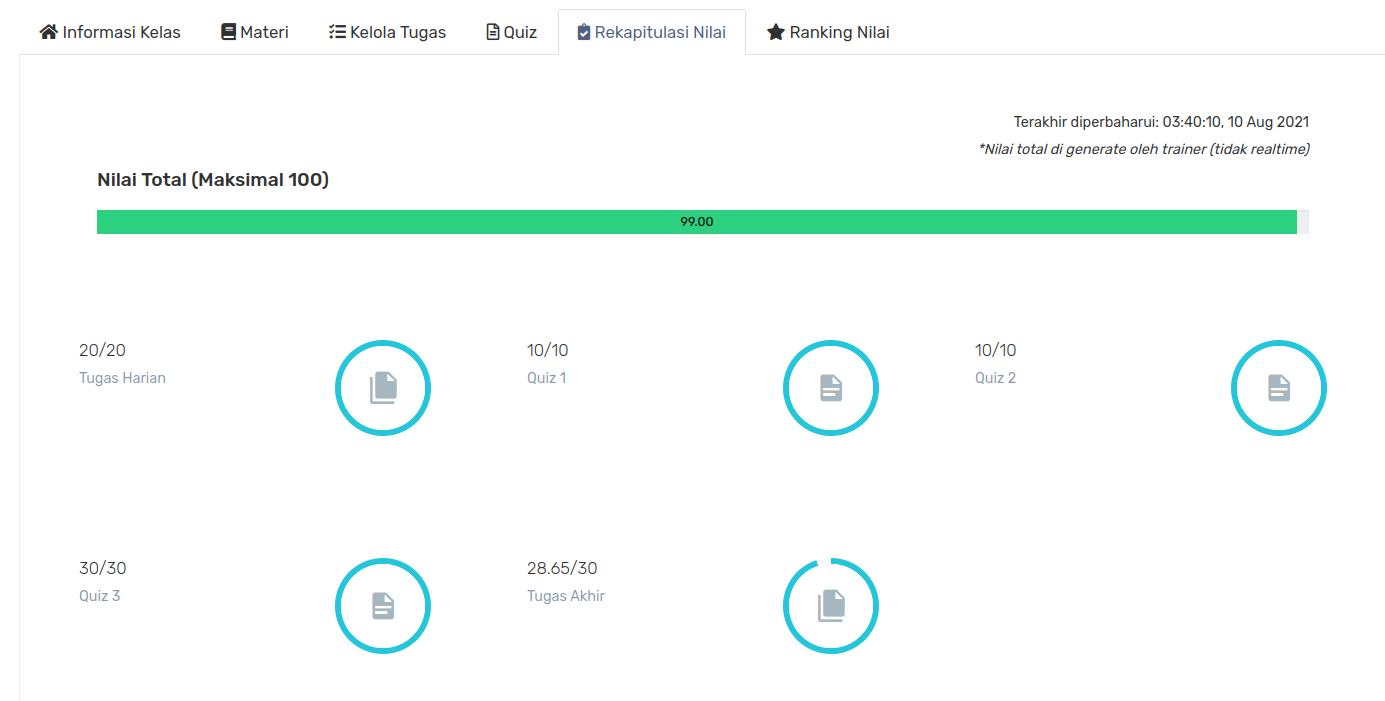 Informasi Kelas Materi Kelola Tugas Quiz Rekapitulasi Nilai Ranking Nilai
Terakhir diperbaharui: 03:40:10, 10 Aug 2021
*Nilai total di generate oleh trainer (tidak realtime)
Nilai Total (Maksimal 100)
99.00
20/20
Tugas Harian
10/10
Quiz 1
10/10
Quiz 2
30/30
Quiz 3
28.65/30
Tugas Akhir